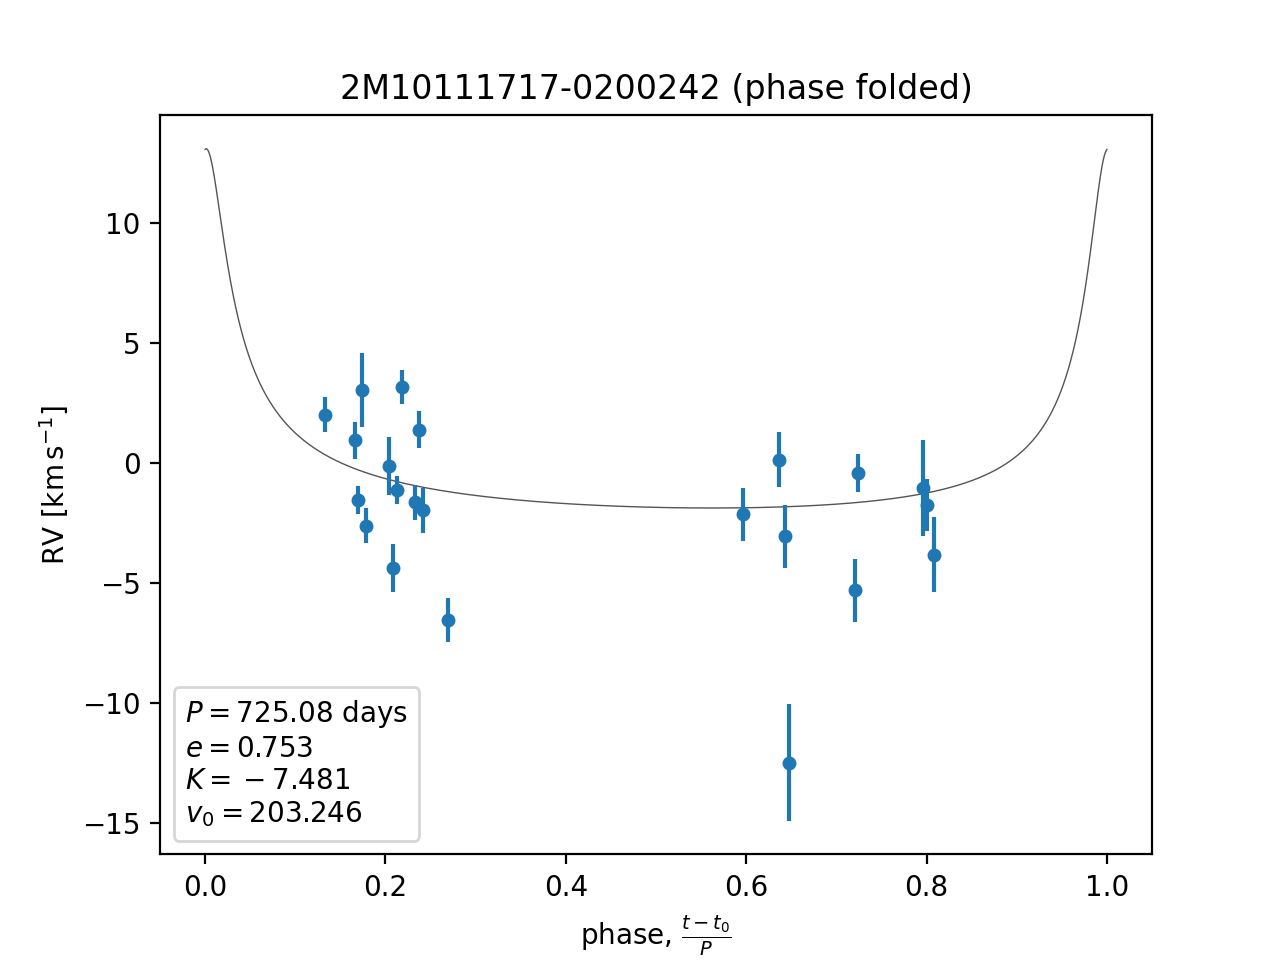 2M10111717-0200242 (phase folded)
RV [km s⁻¹]
10
5
0
−5
−10
−15
P = 725.08 days
e = 0.753
K = −7.481
v₀ = 203.246
0.0 0.2 0.4 0.6 0.8 1.0
phase, (t − t₀)/P